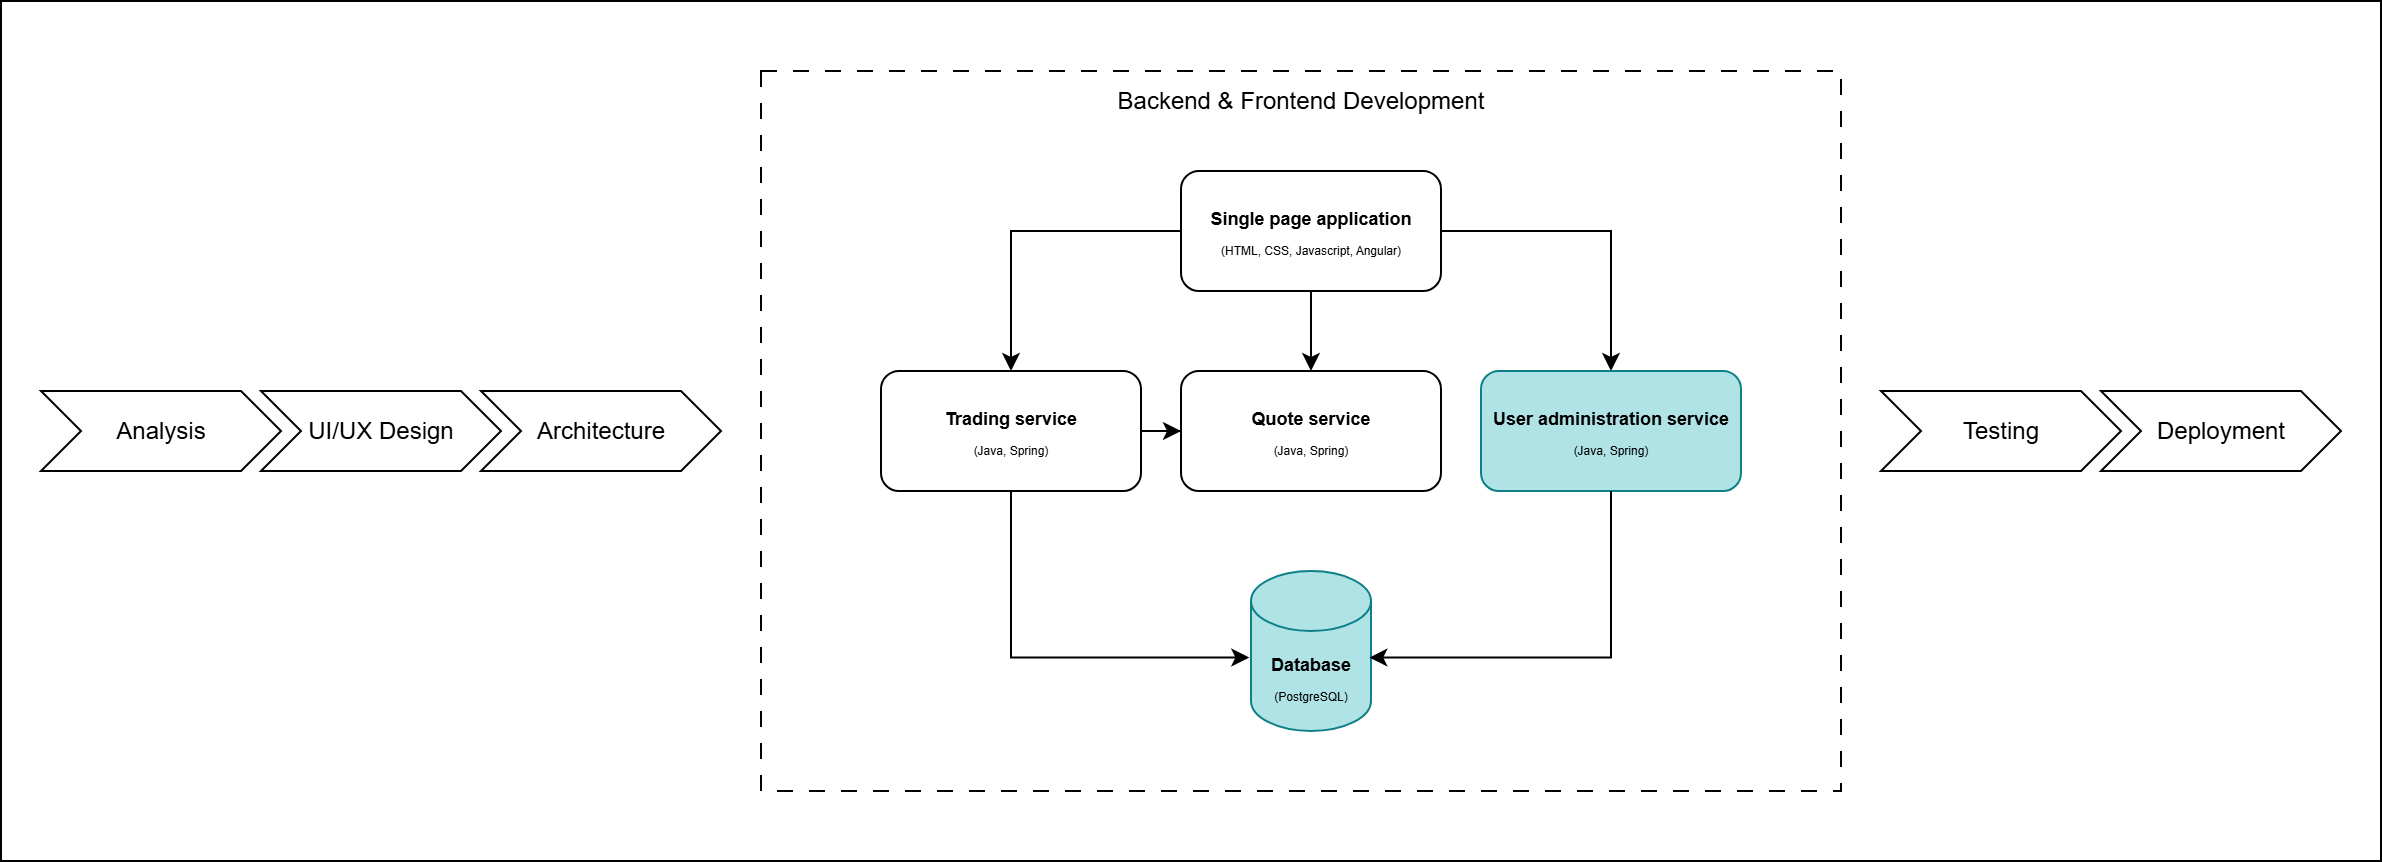 Backend & Frontend Development
Single page application
(HTML, CSS, Javascript, Angular)
Analysis
UI/UX Design
Architecture
Trading service
(Java, Spring)
Quote service
(Java, Spring)
User administration service
(Java, Spring)
Testing
Deployment
Database
(PostgreSQL)